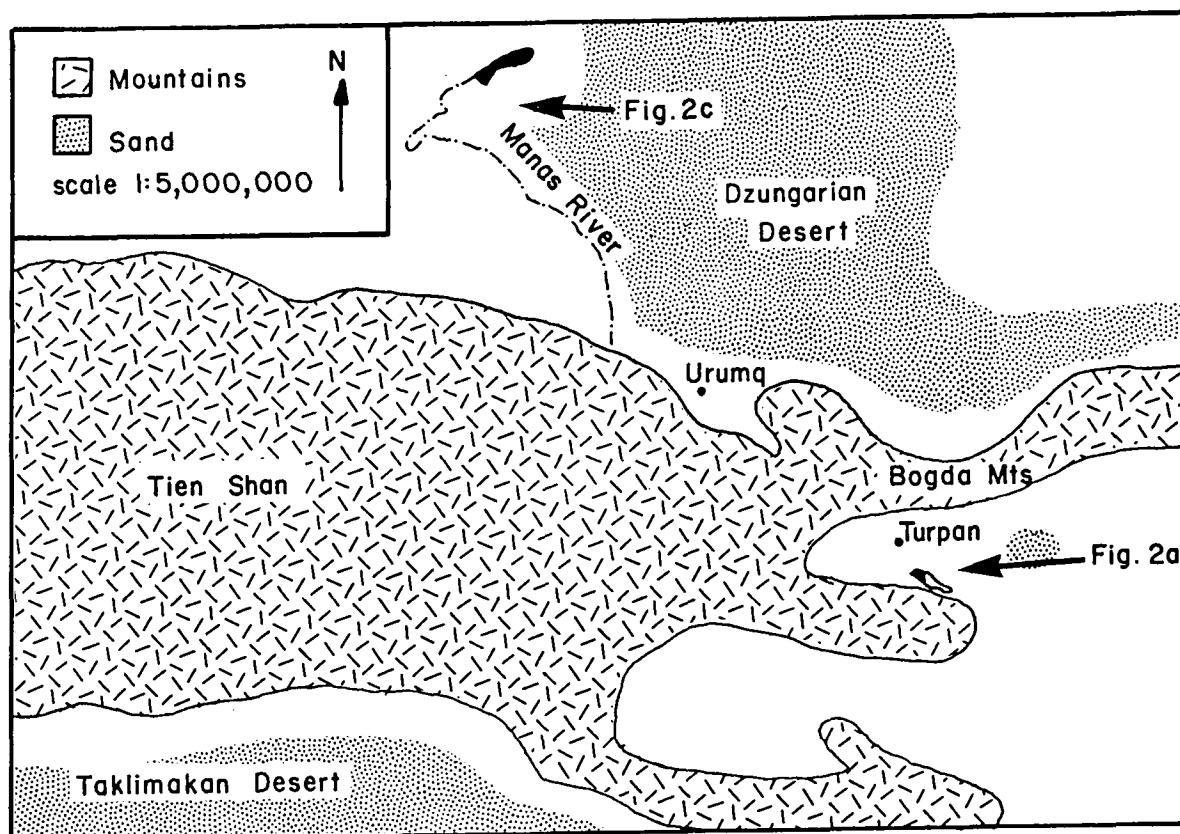 Mountains
Sand
scale 1:5,000,000
N
Fig. 2c
Manas River
Dzungarian
Desert
Urumq
Tien Shan
Bogda Mts
Turpan
Fig. 2a
Taklimakan Desert